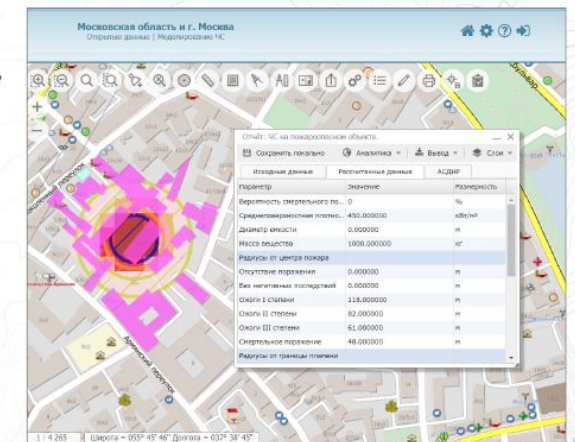 Московская область и г. Москва
Открытые данные | Моделирование ЧС
Отчёт: ЧС на пожароопасном объекте.
Сохранить локально Аналитика Вывод Слои
Исходные данные Рассчитанные данные АСДНР
Параметр Значение Размерность
Вероятность смертельного по... 0 %
Среднеповерхностная плотно... 450.000000 кВт/м²
Диаметр емкости 0.000000 м
Масса вещества 1000.000000 кг
Радиусы от центра пожара
Отсутствие поражения 0.000000 м
Без негативных последствий 0.000000 м
Ожоги I степени 118.000000 м
Ожоги II степени 82.000000 м
Ожоги III степени 61.000000 м
Смертельное поражение 48.000000 м
Радиусы от границы пламени
Армянский переулок
1 : 4 265 Широта = 055° 45' 46" Долгота = 037° 38' 45"